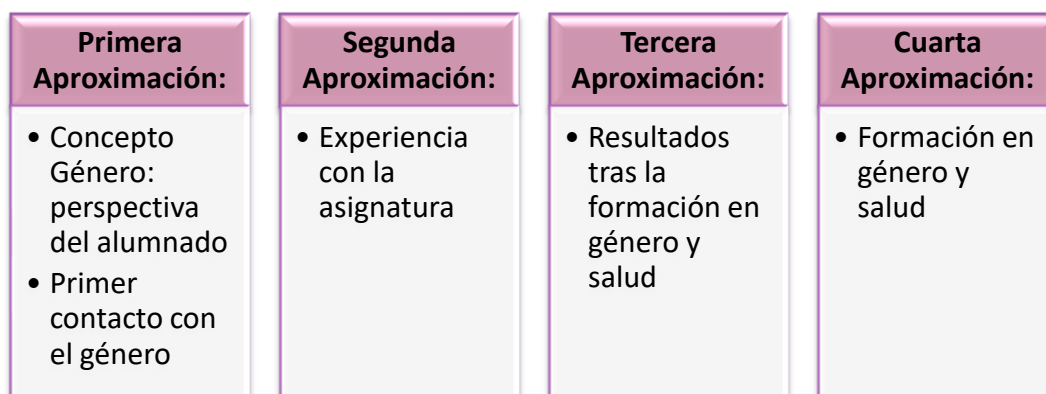 Primera
Aproximación:
• Concepto
Género:
perspectiva
del alumnado
• Primer
contacto con
el género
Segunda
Aproximación:
• Experiencia
con la
asignatura
Tercera
Aproximación:
• Resultados
tras la
formación en
género y
salud
Cuarta
Aproximación:
• Formación en
género y
salud